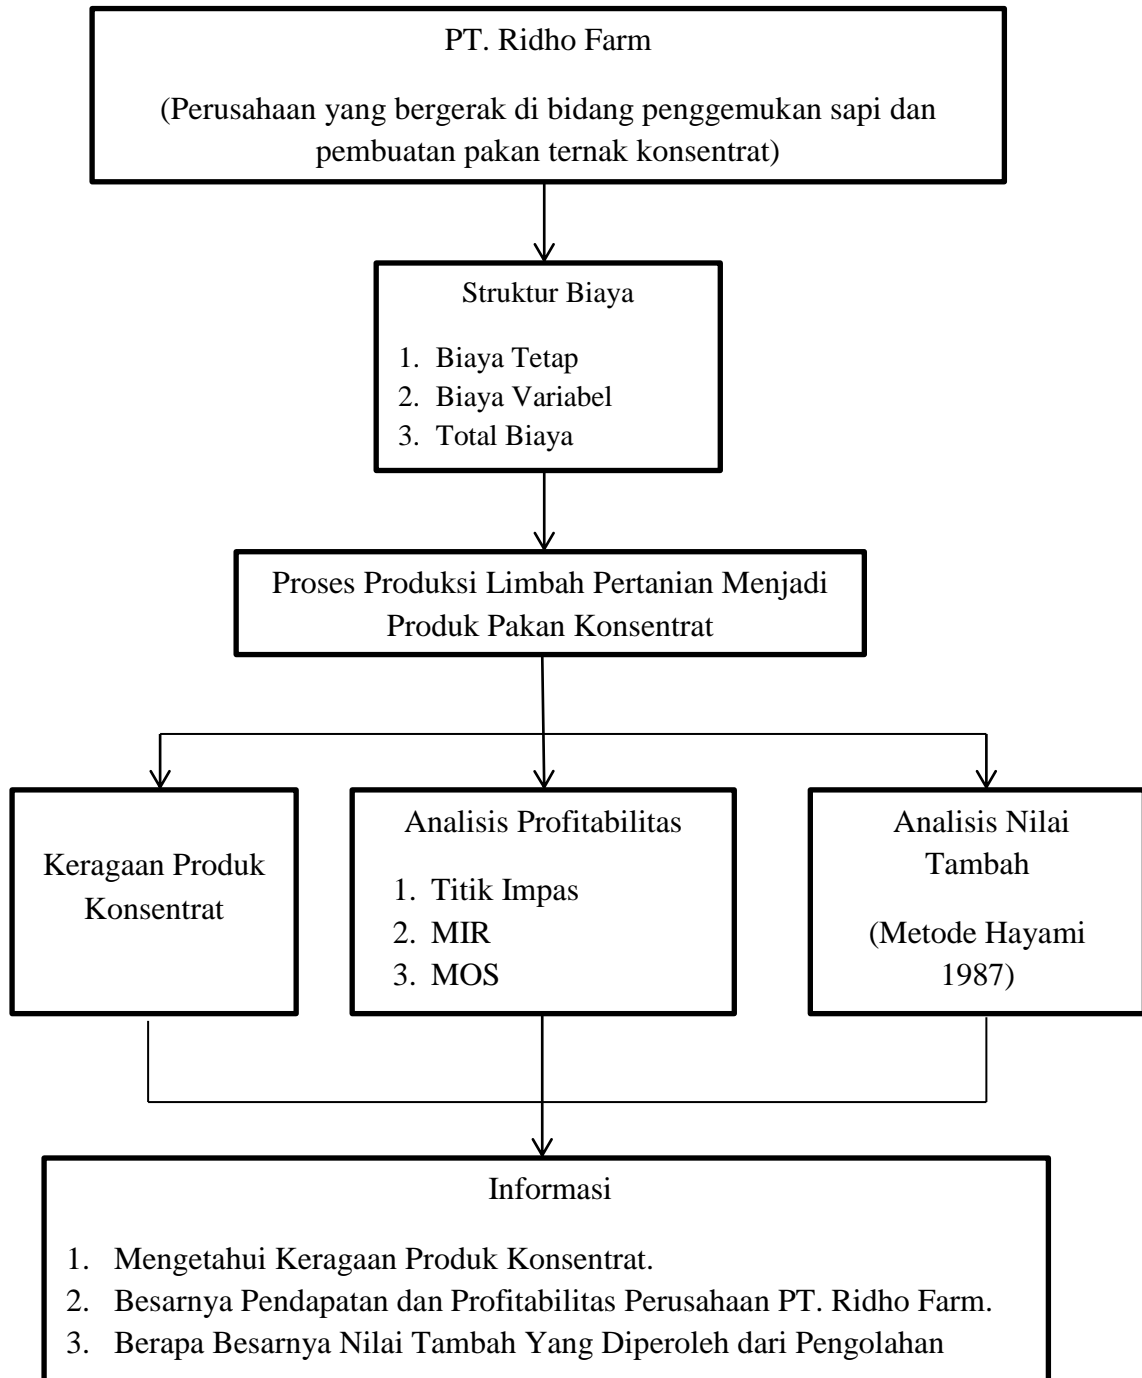 PT. Ridho Farm
(Perusahaan yang bergerak di bidang penggemukan sapi dan
pembuatan pakan ternak konsentrat)
Struktur Biaya
1. Biaya Tetap
2. Biaya Variabel
3. Total Biaya
Proses Produksi Limbah Pertanian Menjadi
Produk Pakan Konsentrat
Keragaan Produk
Konsentrat
Analisis Profitabilitas
1. Titik Impas
2. MIR
3. MOS
Analisis Nilai
Tambah
(Metode Hayami
1987)
Informasi
1. Mengetahui Keragaan Produk Konsentrat.
2. Besarnya Pendapatan dan Profitabilitas Perusahaan PT. Ridho Farm.
3. Berapa Besarnya Nilai Tambah Yang Diperoleh dari Pengolahan